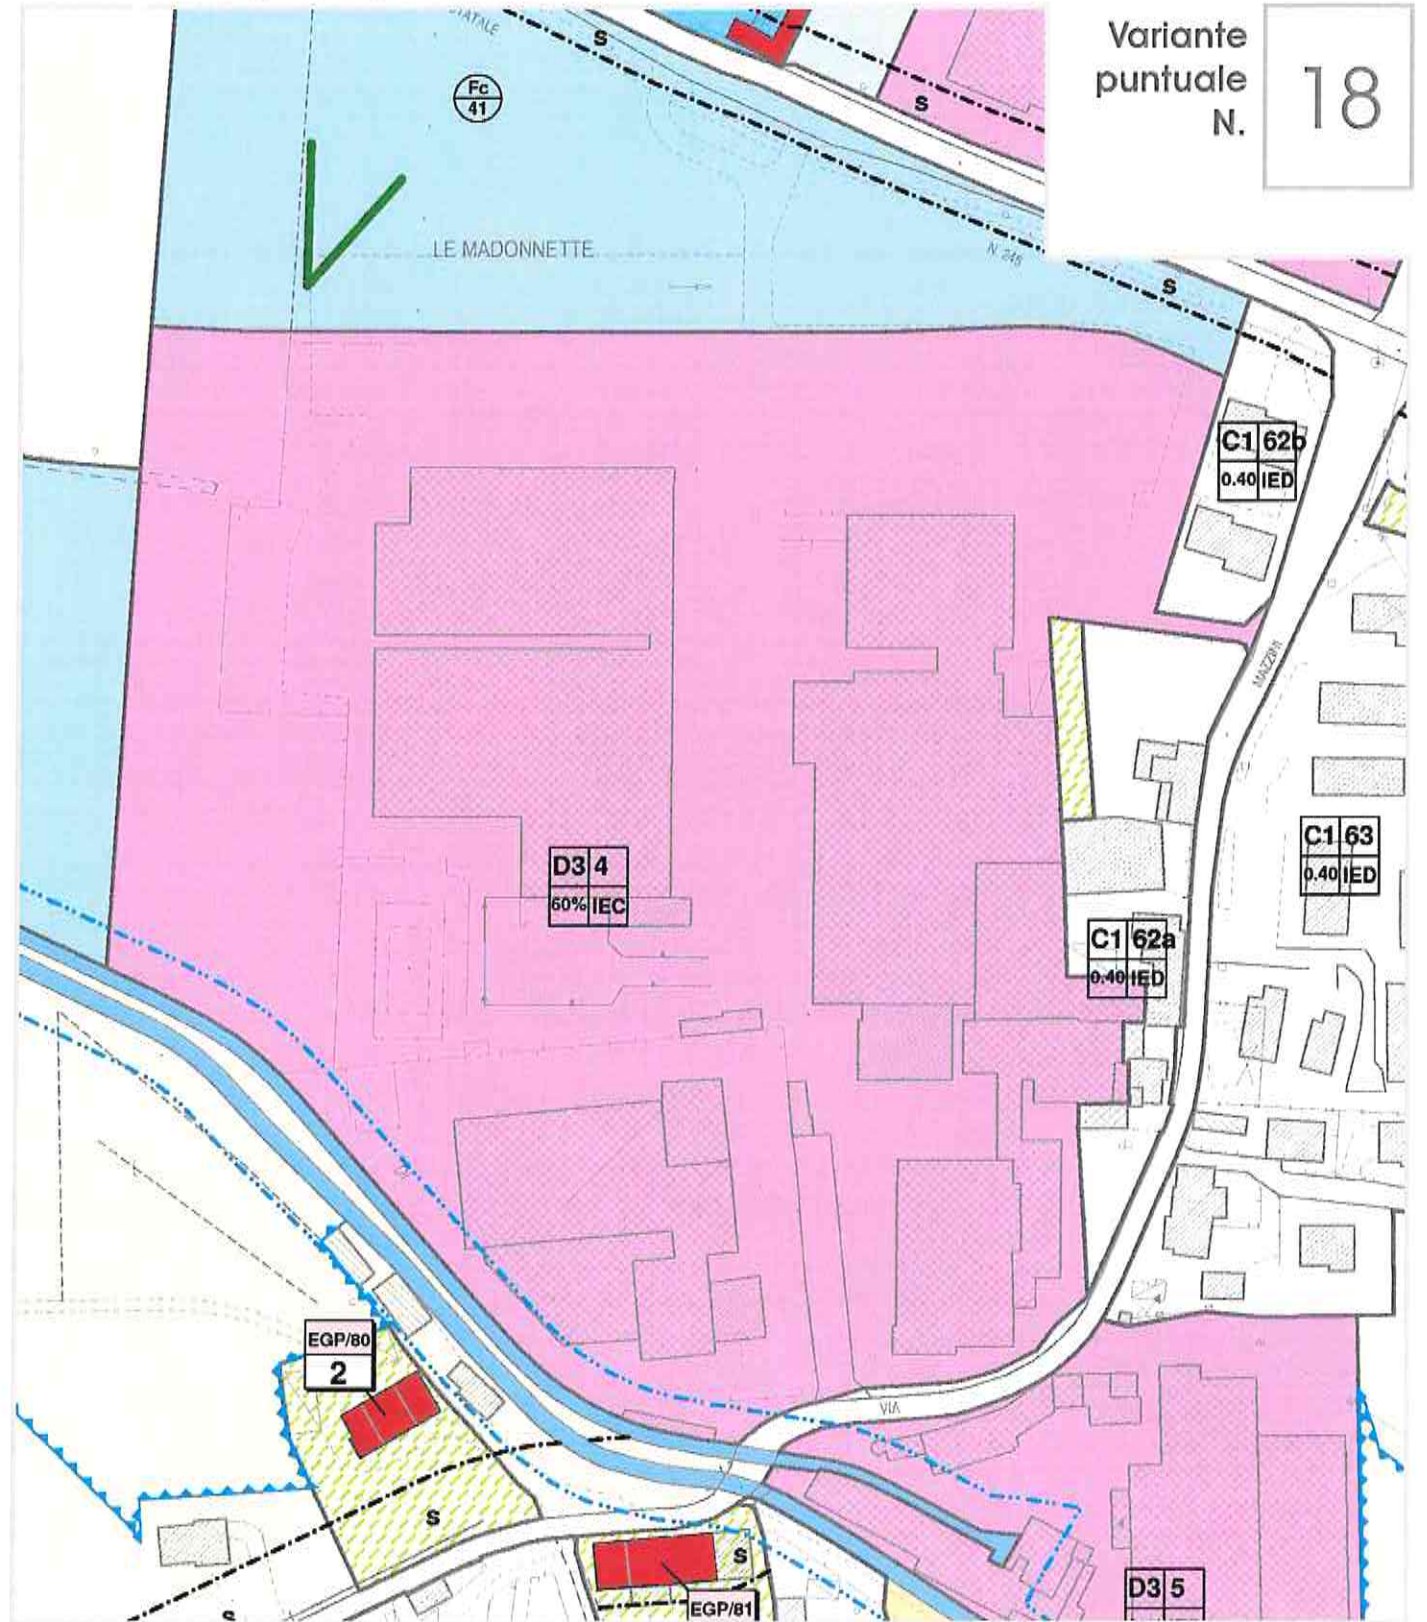 Variante
puntuale
N.
18
STATALE
S
S
Fc
41
LE MADONNETTE
N. 246
S
C1 62b
0.40 IED
MAZZINI
C1 63
0.40 IED
D3 4
60% IEC
C1 62a
0.40 IED
EGP/80
2
VIA
S
S
D3 5
EGP/81
S